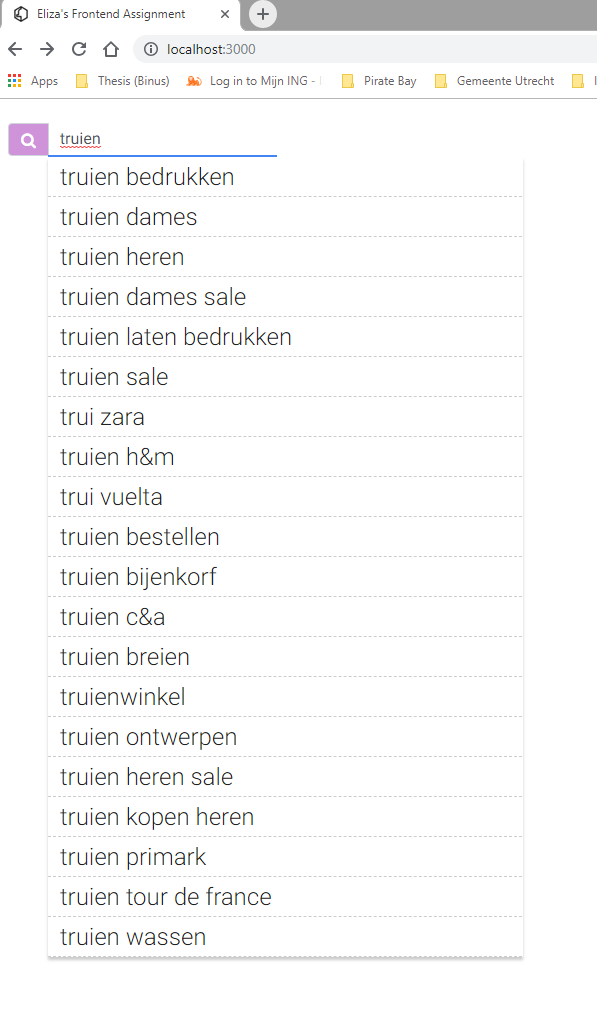 Eliza's Frontend Assignment
localhost:3000
Apps Thesis (Binus) Log in to Mijn ING - Pirate Bay Gemeente Utrecht
truien
truien bedrukken
truien dames
truien heren
truien dames sale
truien laten bedrukken
truien sale
trui zara
truien h&m
trui vuelta
truien bestellen
truien bijenkorf
truien c&a
truien breien
truienwinkel
truien ontwerpen
truien heren sale
truien kopen heren
truien primark
truien tour de france
truien wassen